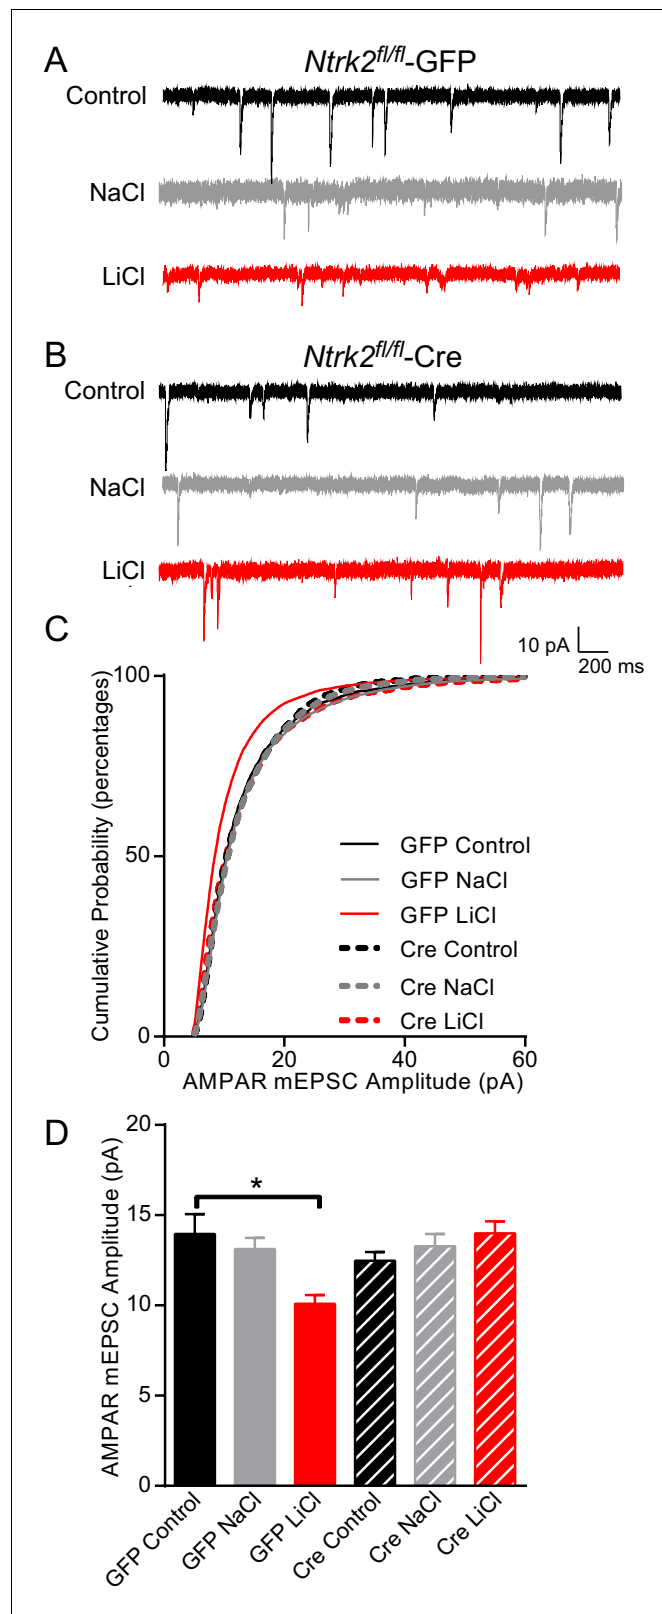 A
Ntrk2fl/fl-GFP
Control
NaCl
LiCl
B
Ntrk2fl/fl-Cre
Control
NaCl
LiCl
10 pA
200 ms
C
Cumulative Probability (percentages)
100
50
0
0 20 40 60
AMPAR mEPSC Amplitude (pA)
GFP Control
GFP NaCl
GFP LiCl
Cre Control
Cre NaCl
Cre LiCl
D
AMPAR mEPSC Amplitude (pA)
20
15
10
5
0
*
GFP Control
GFP NaCl
GFP LiCl
Cre Control
Cre NaCl
Cre LiCl